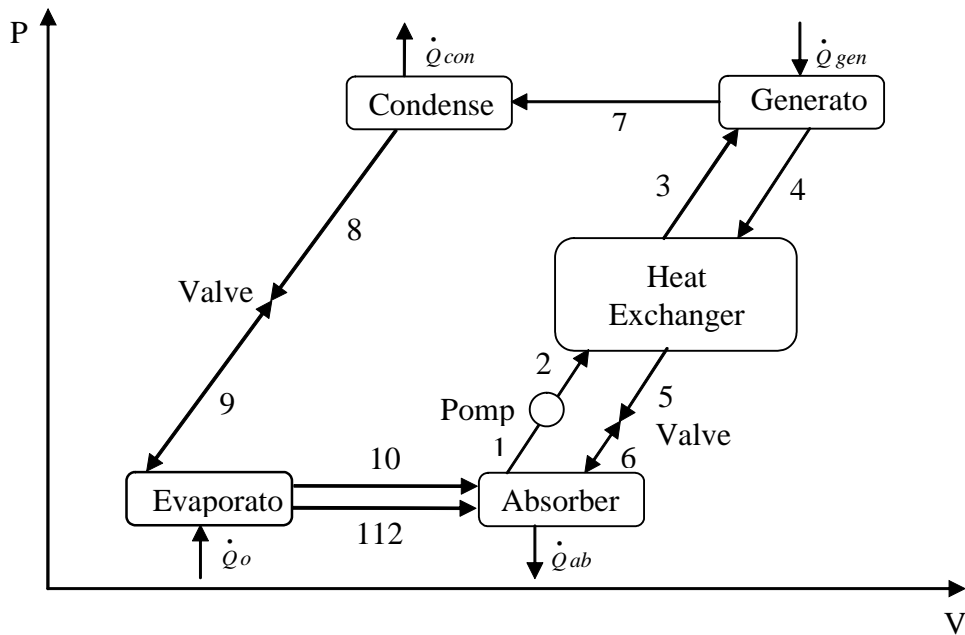 P
Q̇con
Q̇gen
Condense
Generato
7
3
4
8
Valve
Heat
Exchanger
2
9
Pomp
5
Valve
1
10
6
Evaporato
Absorber
112
Q̇o
Q̇ab
V